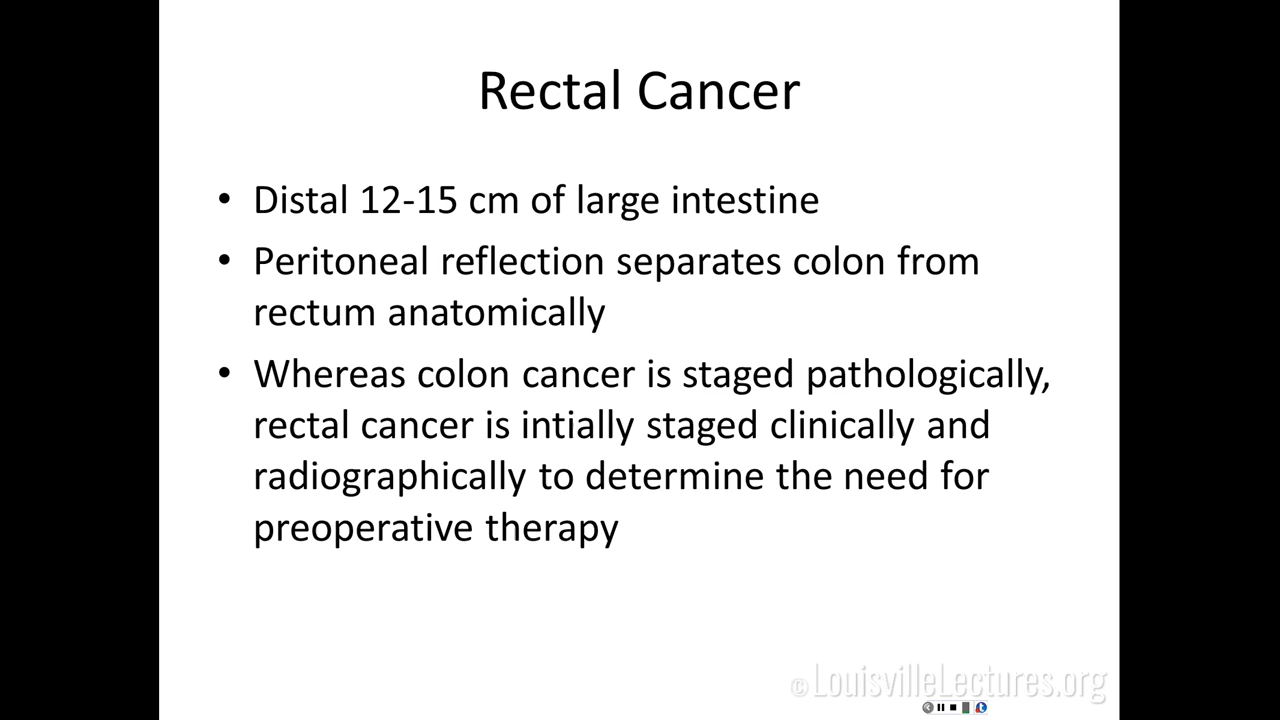 Rectal Cancer
• Distal 12-15 cm of large intestine
• Peritoneal reflection separates colon from
rectum anatomically
• Whereas colon cancer is staged pathologically,
rectal cancer is intially staged clinically and
radiographically to determine the need for
preoperative therapy
©LouisvilleLectures.org